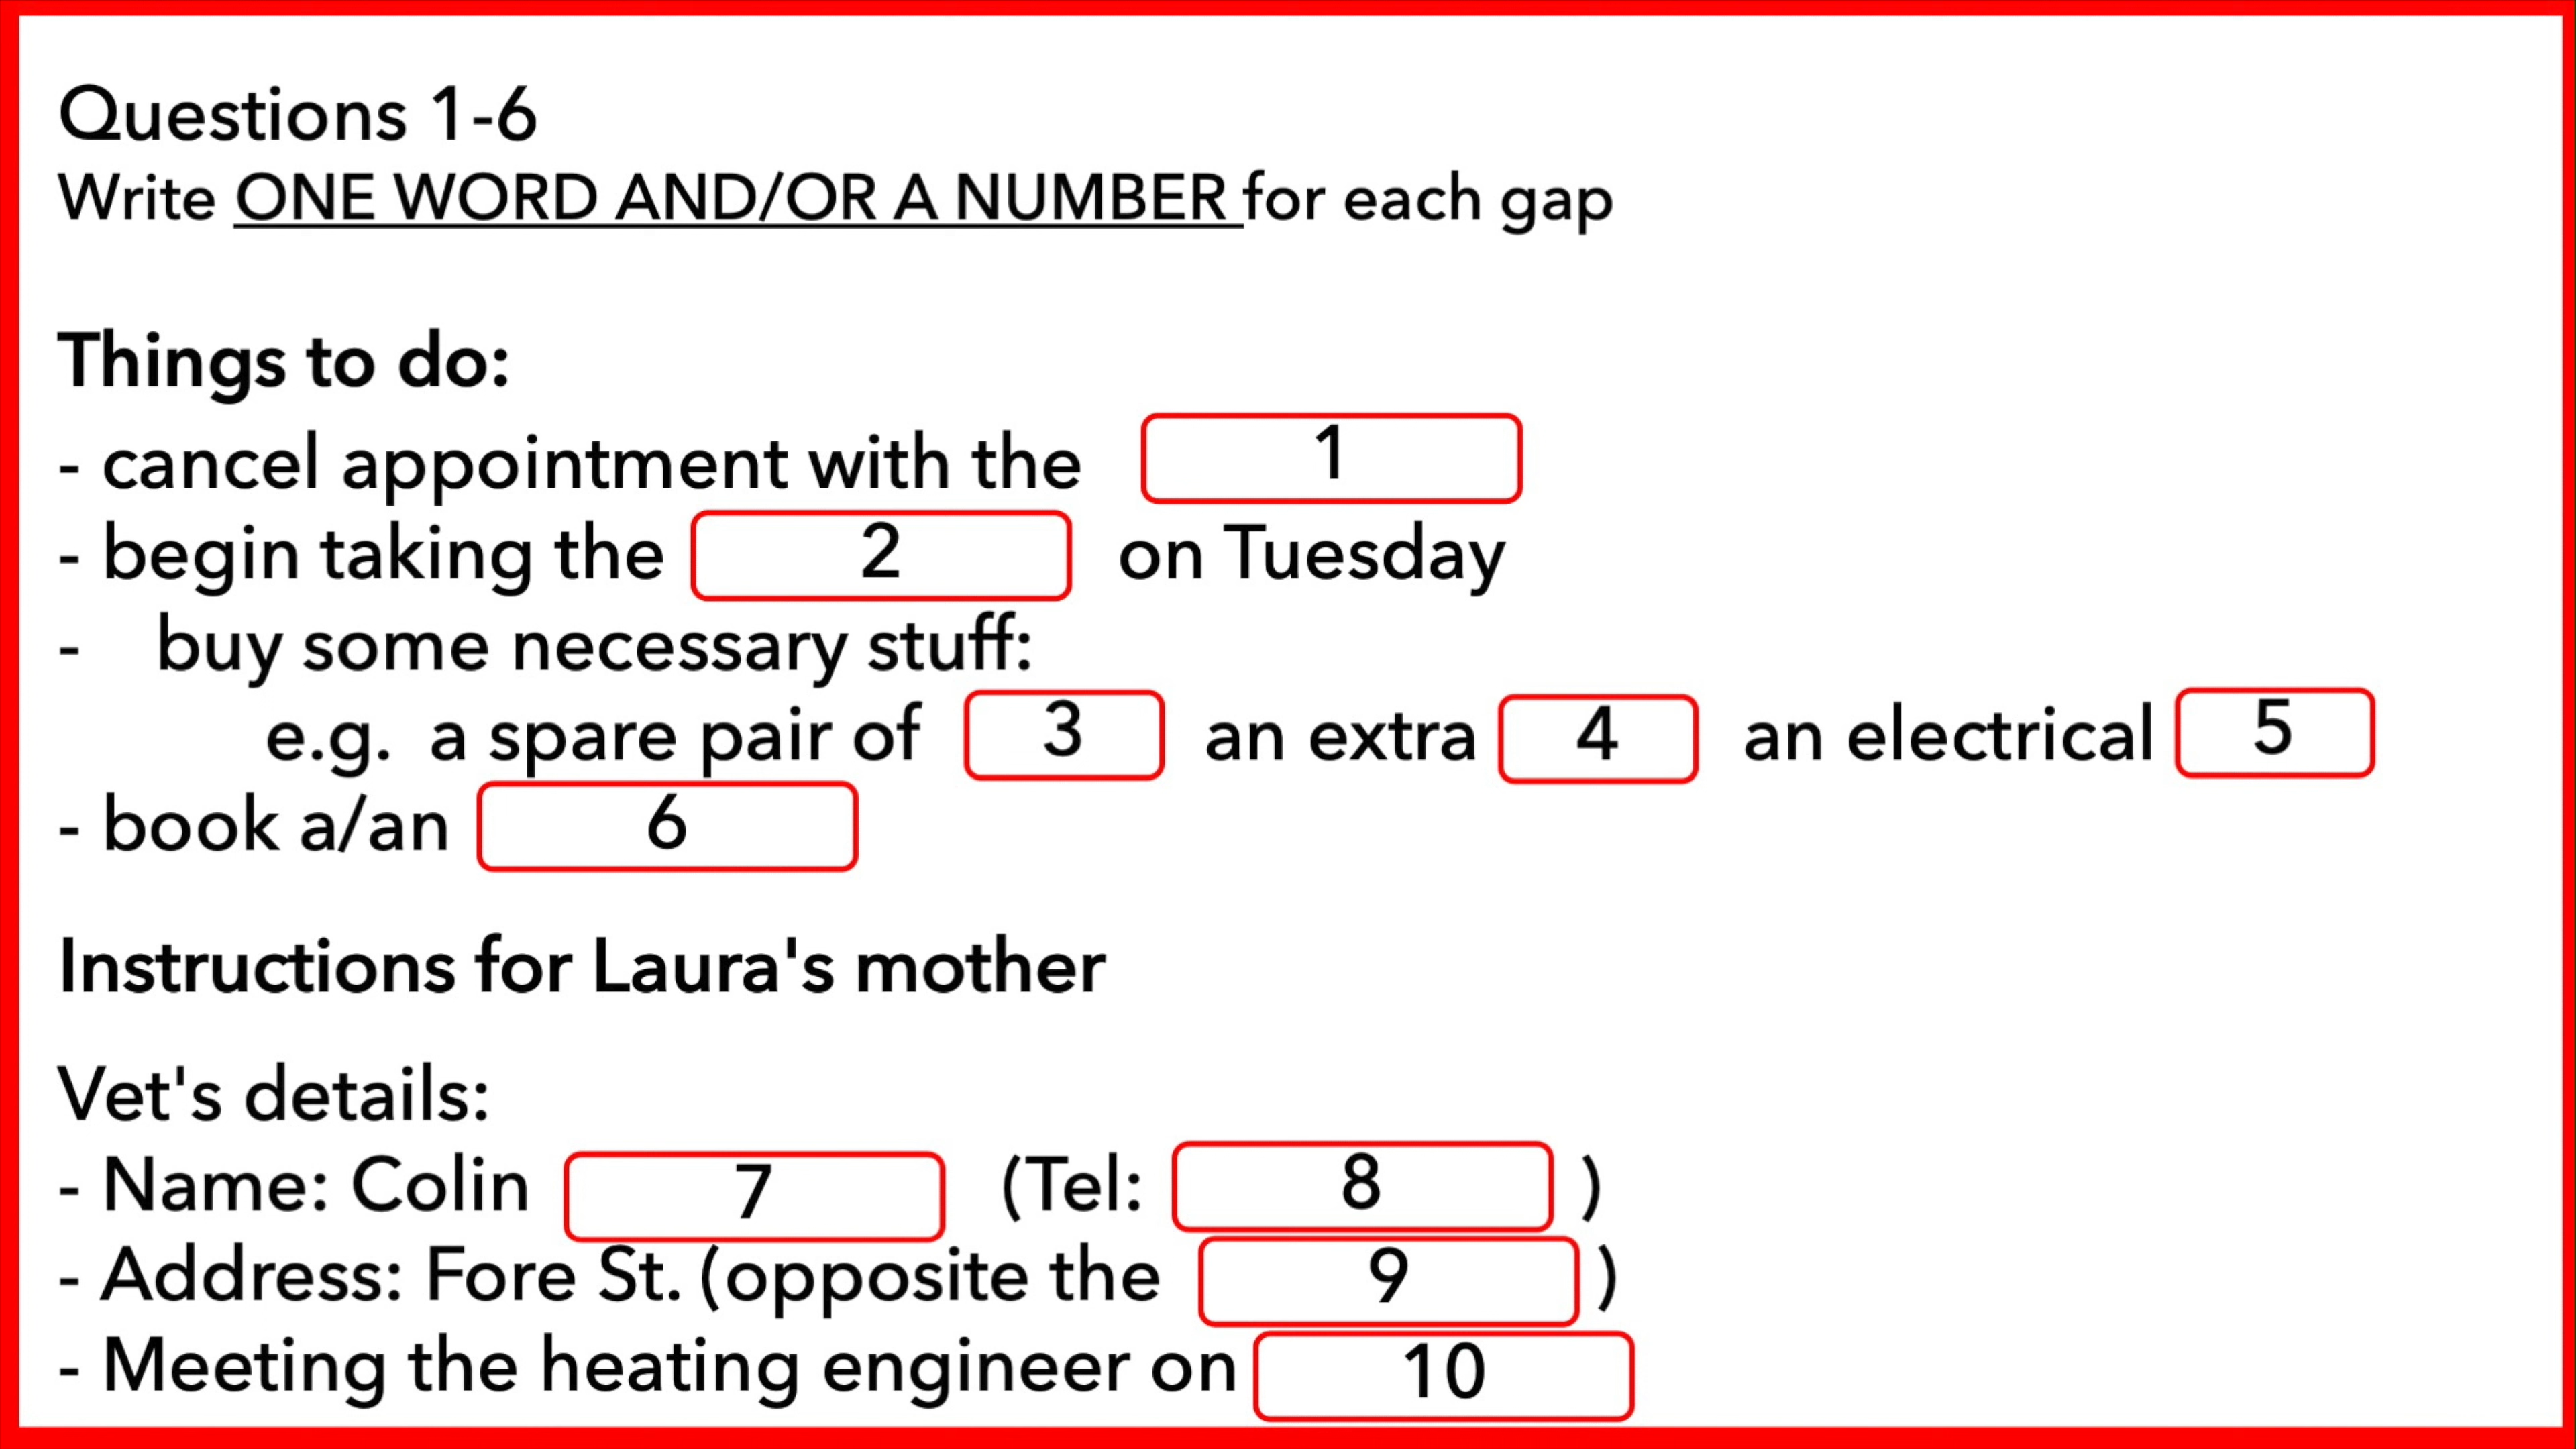 Questions 1-6
Write ONE WORD AND/OR A NUMBER for each gap
Things to do:
- cancel appointment with the 1
- begin taking the 2 on Tuesday
- buy some necessary stuff:
e.g. a spare pair of 3 an extra 4 an electrical 5
- book a/an 6
Instructions for Laura's mother
Vet's details:
- Name: Colin 7 (Tel: 8 )
- Address: Fore St. (opposite the 9 )
- Meeting the heating engineer on 10